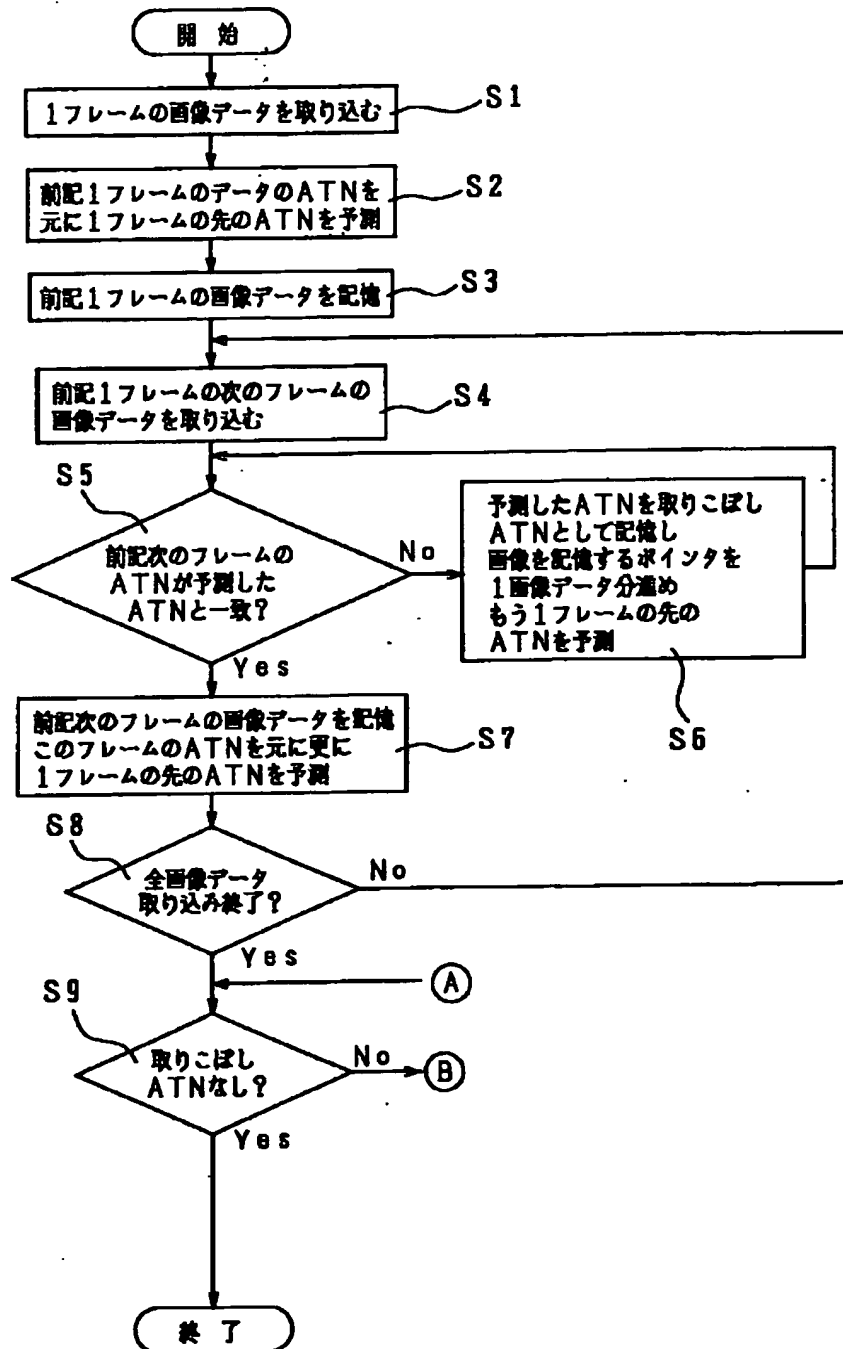 開始
1フレームの画像データを取り込む
S1
前記1フレームのデータのATNを
元に1フレームの先のATNを予測
S2
前記1フレームの画像データを記憶
S3
前記1フレームの次のフレームの
画像データを取り込む
S4
S5
前記次のフレームの
ATNが予測した
ATNと一致?
No
Yes
予測したATNを取りこぼし
ATNとして記憶し
画像を記憶するポインタを
1画像データ分進め
もう1フレームの先の
ATNを予測
S6
前記次のフレームの画像データを記憶
このフレームのATNを元に更に
1フレームの先のATNを予測
S7
S8
全画像データ
取り込み終了?
No
Yes
A
S9
取りこぼし
ATNなし?
No
B
Yes
終了